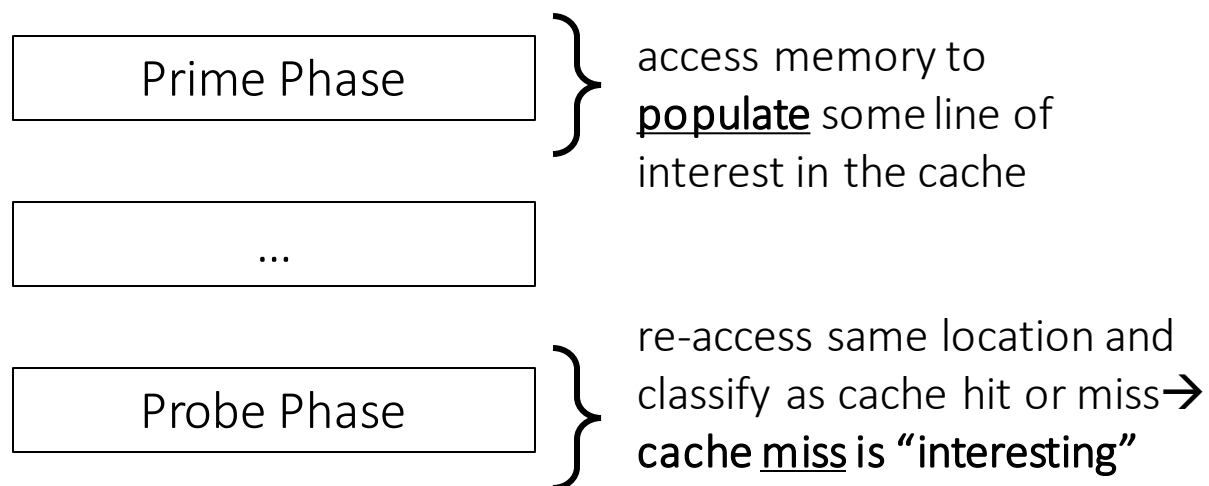 Prime Phase
access memory to
populate some line of
interest in the cache
...
Probe Phase
re-access same location and
classify as cache hit or miss→
cache miss is “interesting”